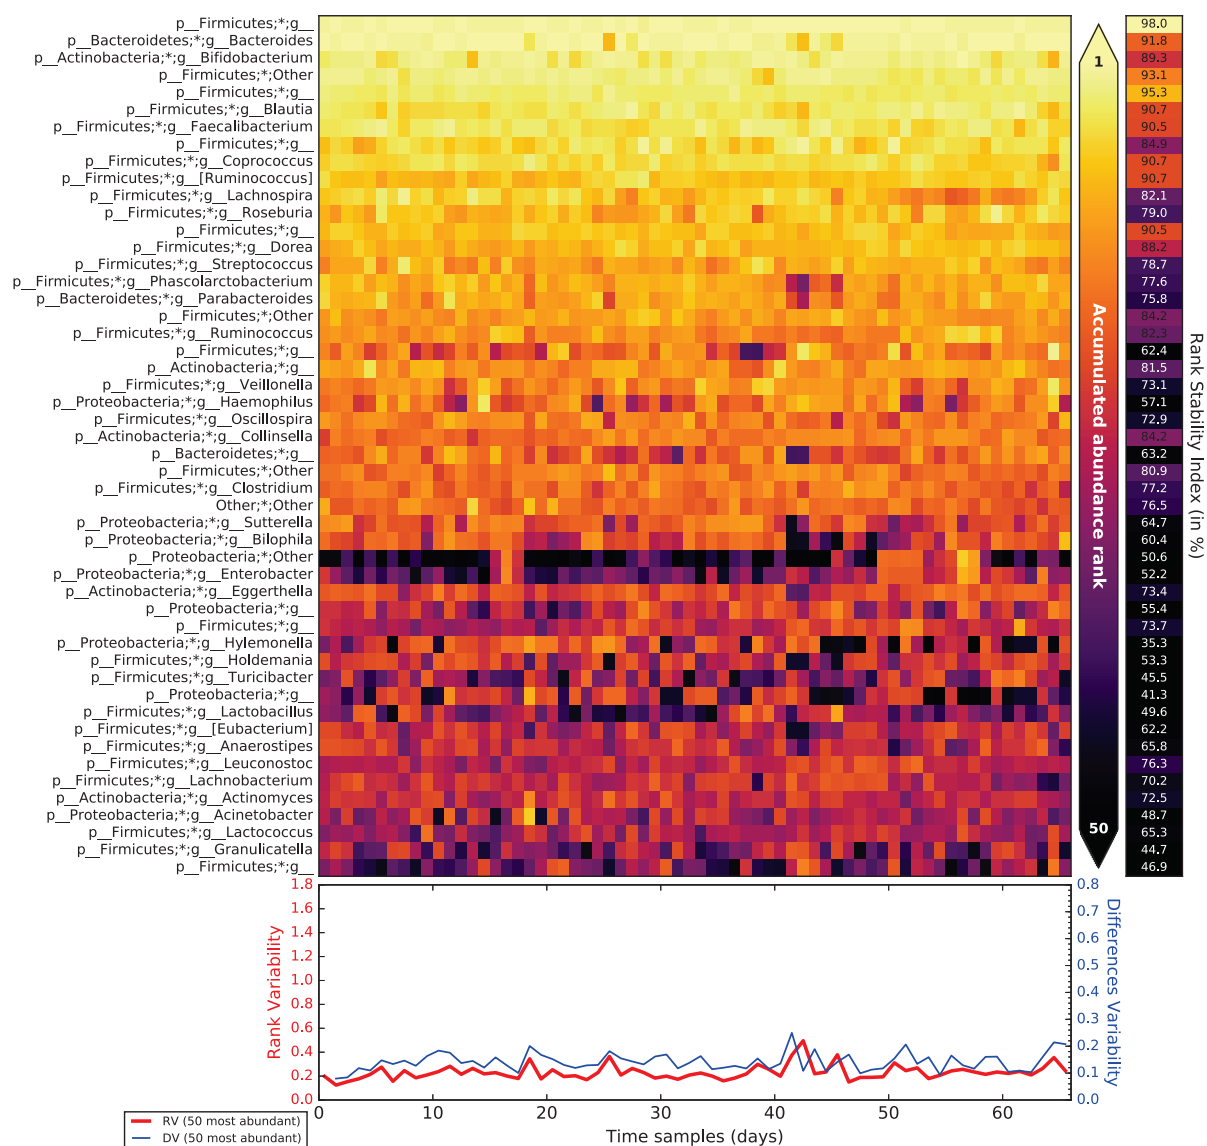 p__Firmicutes;*;g__
p__Bacteroidetes;*;g__Bacteroides
p__Actinobacteria;*;g__Bifidobacterium
p__Firmicutes;*;Other
p__Firmicutes;*;g__
p__Firmicutes;*;g__Blautia
p__Firmicutes;*;g__Faecalibacterium
p__Firmicutes;*;g__
p__Firmicutes;*;g__Coprococcus
p__Firmicutes;*;g__[Ruminococcus]
p__Firmicutes;*;g__Lachnospira
p__Firmicutes;*;g__Roseburia
p__Firmicutes;*;g__
p__Firmicutes;*;g__Dorea
p__Firmicutes;*;g__Streptococcus
p__Firmicutes;*;g__Phascolarctobacterium
p__Bacteroidetes;*;g__Parabacteroides
p__Firmicutes;*;Other
p__Firmicutes;*;g__Ruminococcus
p__Firmicutes;*;g__
p__Actinobacteria;*;g__
p__Firmicutes;*;g__Veillonella
p__Proteobacteria;*;g__Haemophilus
p__Firmicutes;*;g__Oscillospira
p__Actinobacteria;*;g__Collinsella
p__Bacteroidetes;*;g__
p__Firmicutes;*;Other
p__Firmicutes;*;g__Clostridium
Other;*;Other
p__Proteobacteria;*;g__Sutterella
p__Proteobacteria;*;g__Bilophila
p__Proteobacteria;*;Other
p__Proteobacteria;*;g__Enterobacter
p__Actinobacteria;*;g__Eggerthella
p__Proteobacteria;*;g__
p__Firmicutes;*;g__
p__Proteobacteria;*;g__Hylemonella
p__Firmicutes;*;g__Holdemania
p__Firmicutes;*;g__Turicibacter
p__Proteobacteria;*;g__
p__Firmicutes;*;g__Lactobacillus
p__Firmicutes;*;g__[Eubacterium]
p__Firmicutes;*;g__Anaerostipes
p__Firmicutes;*;g__Leuconostoc
p__Firmicutes;*;g__Lachnobacterium
p__Actinobacteria;*;g__Actinomyces
p__Proteobacteria;*;g__Acinetobacter
p__Firmicutes;*;g__Lactococcus
p__Firmicutes;*;g__Granulicatella
p__Firmicutes;*;g__
1
Accumulated abundance rank
50
98.0
91.8
89.3
93.1
95.3
90.7
90.5
84.9
90.7
90.7
82.1
79.0
90.5
88.2
78.7
77.6
75.8
84.2
82.3
62.4
81.5
73.1
57.1
72.9
84.2
63.2
80.9
77.2
76.5
64.7
60.4
50.6
52.2
73.4
55.4
73.7
35.3
53.3
45.5
41.3
49.6
62.2
65.8
76.3
70.2
72.5
48.7
65.3
44.7
46.9
Rank Stability Index (in %)
Rank Variability
1.8
1.6
1.4
1.2
1.0
0.8
0.6
0.4
0.2
0.0
0.8
0.7
0.6
0.5
0.4
0.3
0.2
0.1
0.0
Differences Variability
0 10 20 30 40 50 60
Time samples (days)
RV (50 most abundant)
DV (50 most abundant)